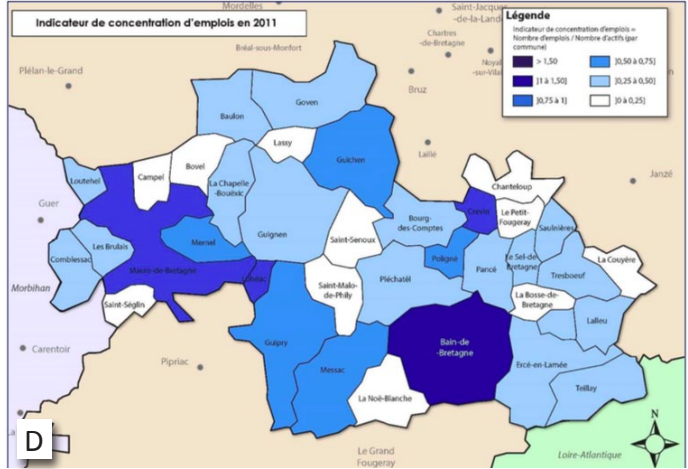 Indicateur de concentration d'emplois en 2011
Mordelles
Saint-Jacques
-de-la-Lande
Légende
Indicateur de concentration d'emplois =
Nombre d'emplois / Nombre d'actifs (par
commune)
> 1,50
]1 à 1,50]
]0,75 à 1]
]0,50 à 0,75]
]0,25 à 0,50]
]0 à 0,25]
Chartres
-de-Bretagne
Noyal
-sur-Vilaine
Bréal-sous-Monfort
Plélan-le-Grand
Bruz
Goven
Baulon
Lassy
Guichen
Laillé
Janzé
Bovel
Campel
Loutehel
La Chapelle
-Bouëxic
Chanteloup
Guer
Crevin
Le Petit-
Fougeray
Bourg-
des-Comptes
Saulnières
Mernel
Guignen
Saint-Senoux
Les Brulais
Comblessac
Maure-de-Bretagne
Lohéac
Poligné
Pancé
Le Sel-de-
Bretagne
La Couyère
Tresboeuf
Pléchâtel
Saint-Malo-
de-Phily
Morbihan
Saint-Séglin
La Bosse-de-
Bretagne
Lalleu
Carentoir
Pipriac
Guipry
Messac
Bain-de
-Bretagne
Ercé-en-Lamée
Teillay
La Noë-Blanche
N
La
D
Le Grand
Fougeray
Loire-Atlantique